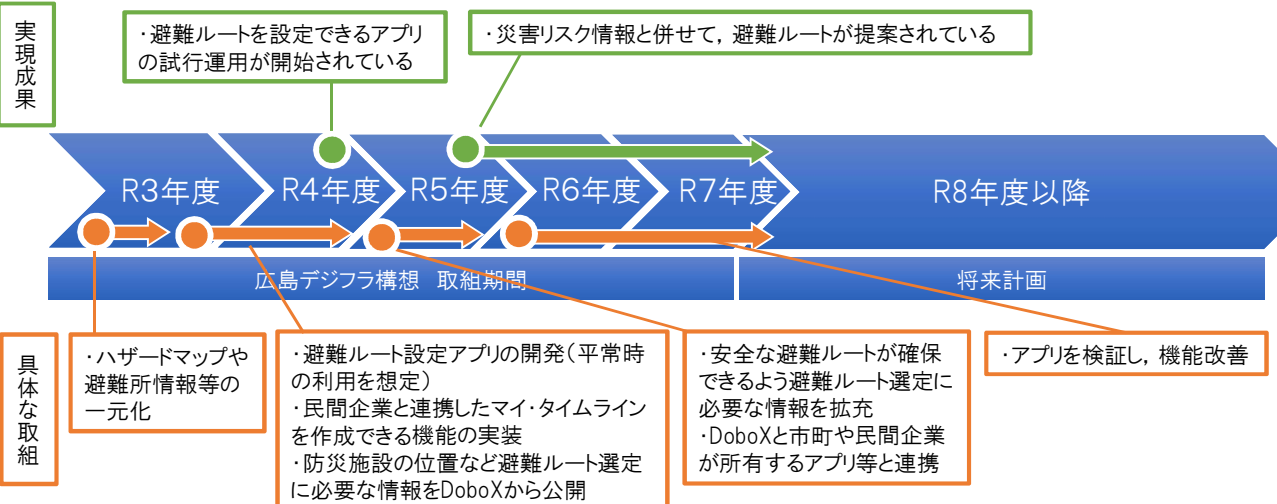 実現成果
・避難ルートを設定できるアプリ
の試行運用が開始されている
・災害リスク情報と併せて，避難ルートが提案されている
R3年度
R4年度
R5年度
R6年度
R7年度
R8年度以降
広島デジフラ構想　取組期間
将来計画
具体な取組
・ハザードマップや
避難所情報等の
一元化
・避難ルート設定アプリの開発（平常時
の利用を想定）
・民間企業と連携したマイ・タイムライン
を作成できる機能の実装
・防災施設の位置など避難ルート選定
に必要な情報をDoboXから公開
・安全な避難ルートが確保
できるよう避難ルート選定に
必要な情報を拡充
・DoboXと市町や民間企業
が所有するアプリ等と連携
・アプリを検証し，機能改善